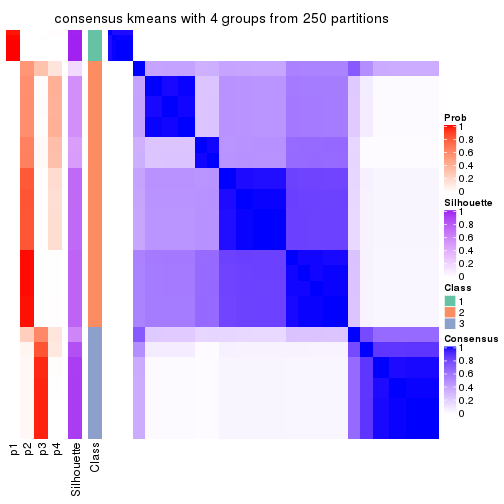 consensus kmeans with 4 groups from 250 partitions
Prob
1
0.8
0.6
0.4
0.2
0
Silhouette
1
0.8
0.6
0.4
0.2
0
Class
1
2
3
Consensus
1
0.8
0.6
0.4
0.2
0
p1
p2
p3
p4
Silhouette
Class